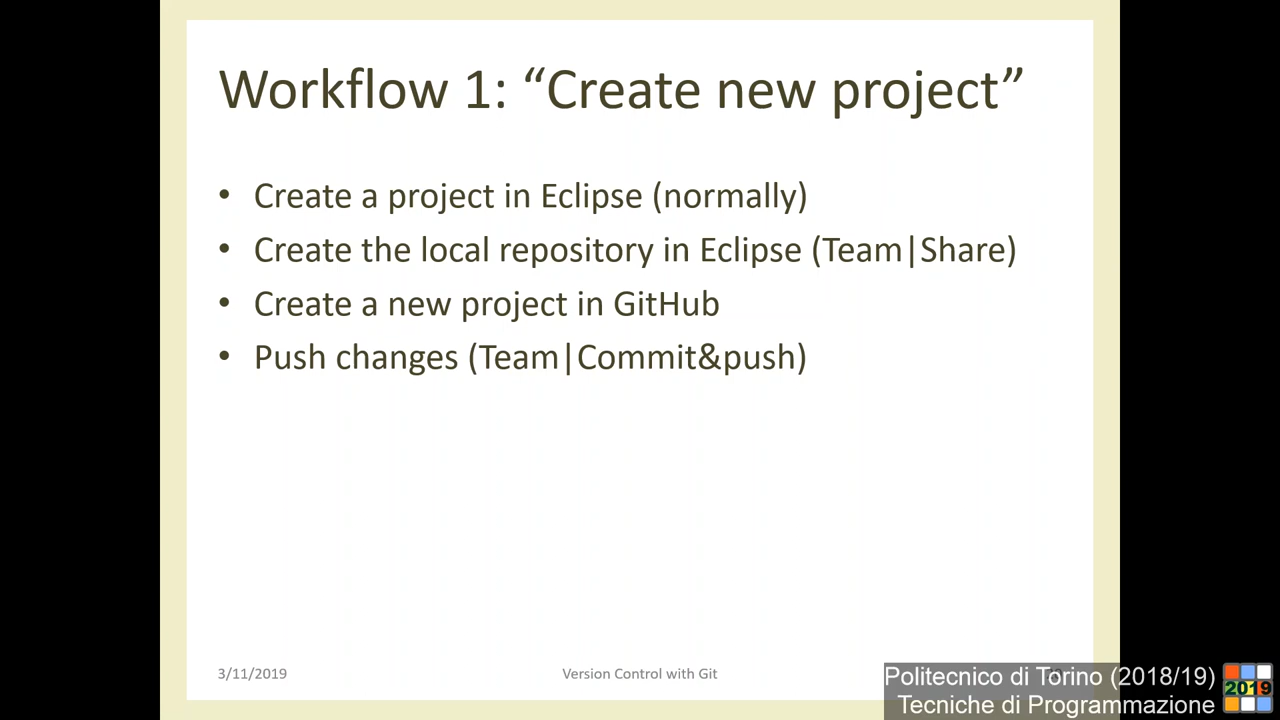 Workflow 1: “Create new project”
• Create a project in Eclipse (normally)
• Create the local repository in Eclipse (Team|Share)
• Create a new project in GitHub
• Push changes (Team|Commit&push)
3/11/2019
Version Control with Git
Politecnico di Torino (2018/19)
Tecniche di Programmazione
2019